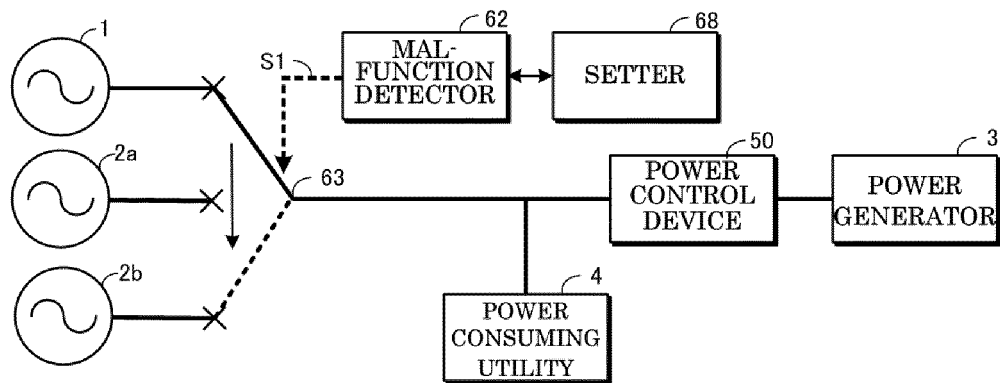 1
62
68
S1
MAL-
FUNCTION
DETECTOR
SETTER
2a
63
50
3
POWER
CONTROL
DEVICE
POWER
GENERATOR
2b
4
POWER
CONSUMING
UTILITY